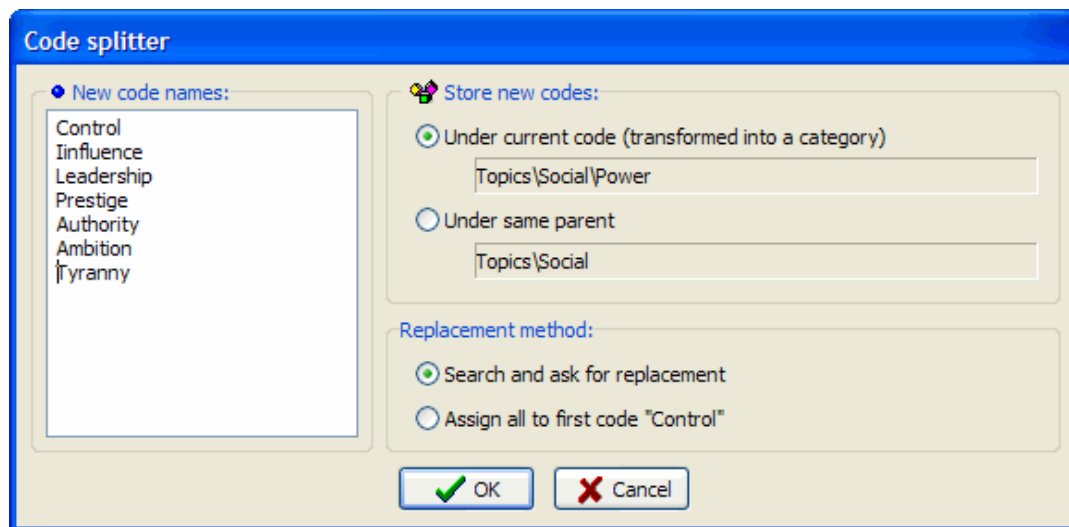 Code splitter
New code names:
Control
Iinfluence
Leadership
Prestige
Authority
Ambition
Tyranny
Store new codes:
Under current code (transformed into a category)
Topics\Social\Power
Under same parent
Topics\Social
Replacement method:
Search and ask for replacement
Assign all to first code "Control"
OK
Cancel